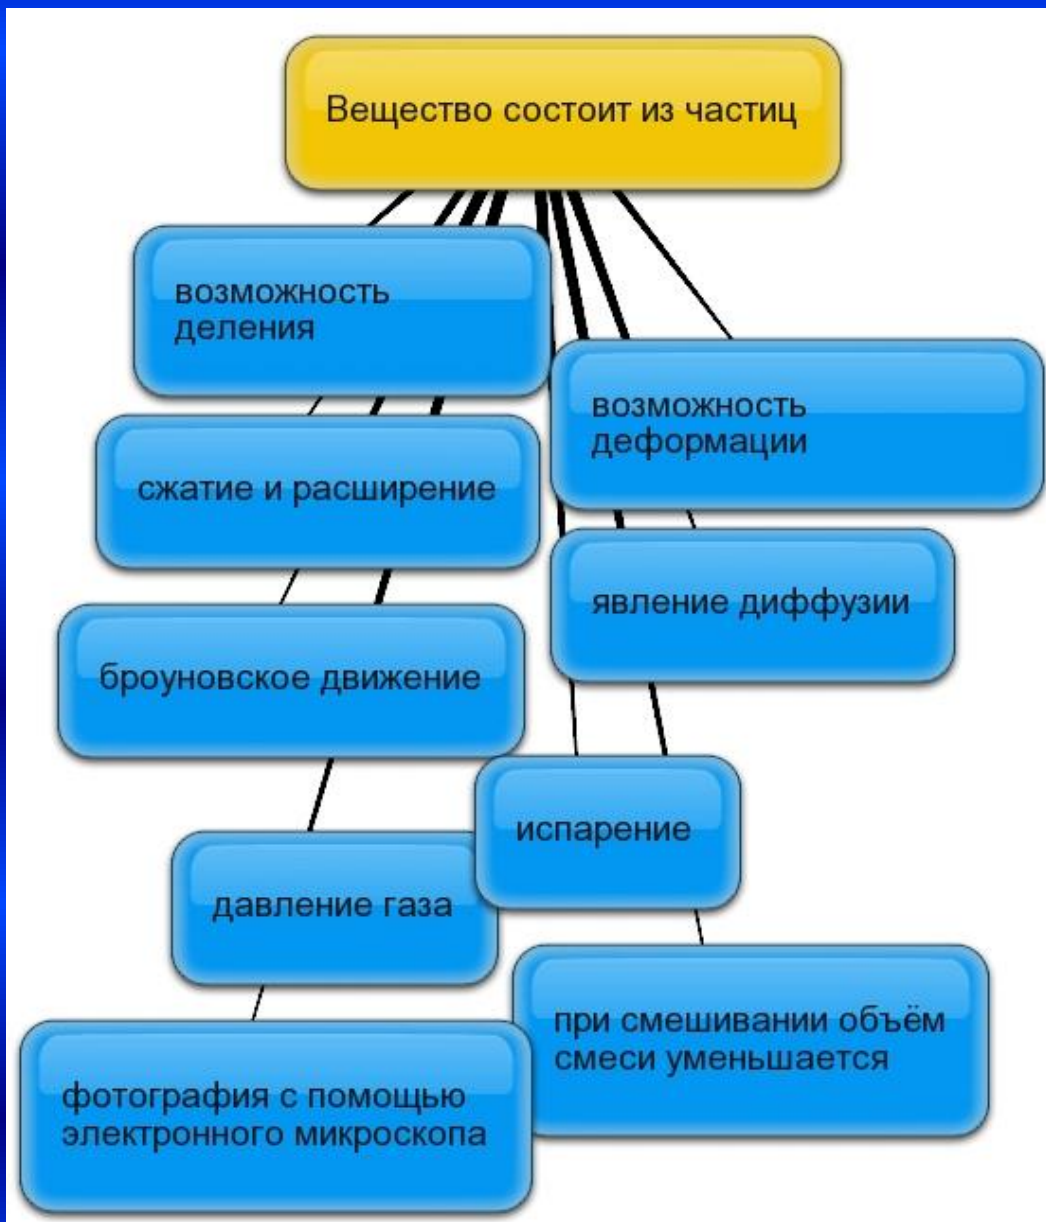 Вещество состоит из частиц
возможность
деления
возможность
деформации
сжатие и расширение
явление диффузии
броуновское движение
испарение
давление газа
при смешивании объём
смеси уменьшается
фотография с помощью
электронного микроскопа